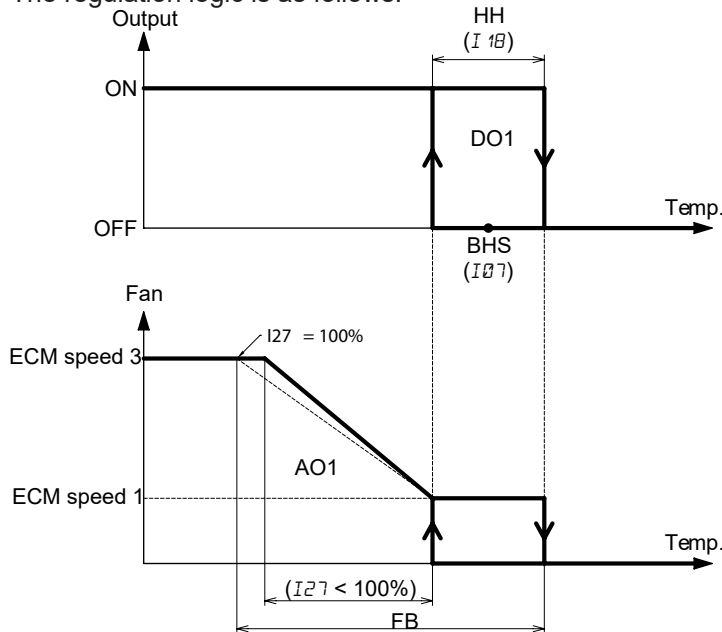 The regulation logic is as follows:
Output
HH
(I18)
ON
DO1
OFF
Temp.
BHS
(I07)
Fan
I27 = 100%
ECM speed 3
AO1
ECM speed 1
Temp.
(I27 < 100%)
FB